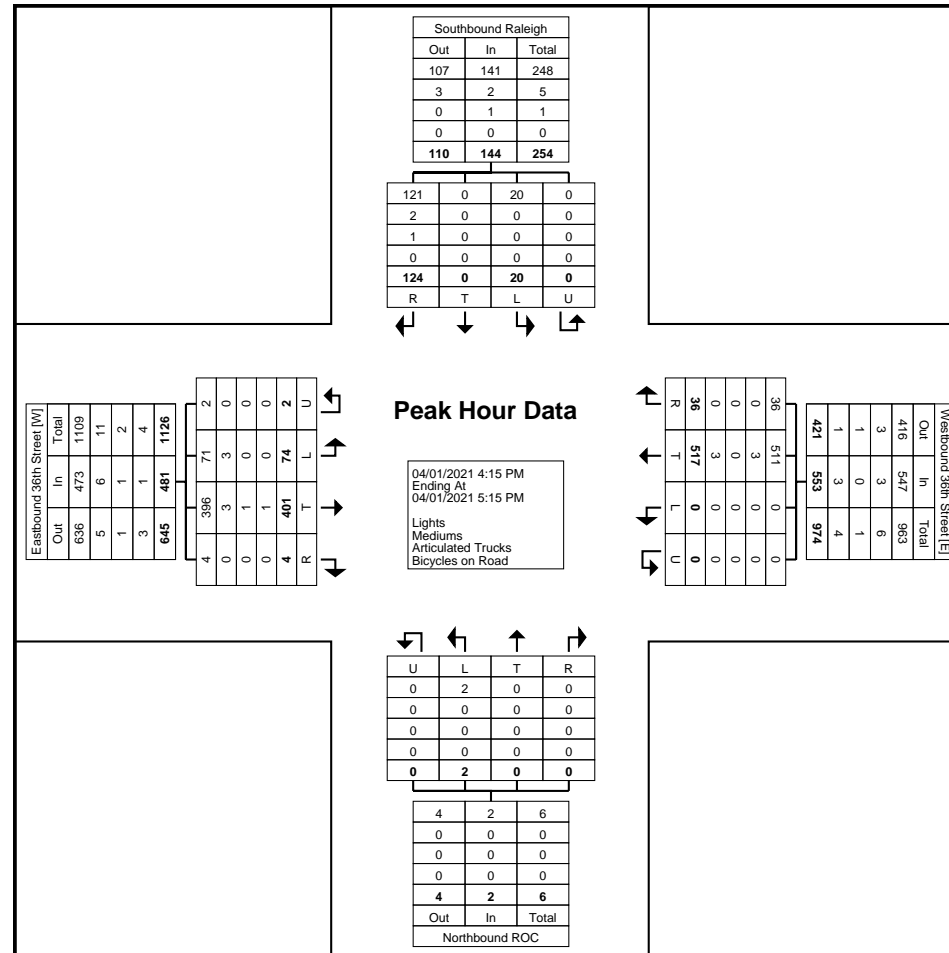 Southbound Raleigh
Out In Total
107 141 248
3 2 5
0 1 1
0 0 0
110 144 254
121 0 20 0
2 0 0 0
1 0 0 0
0 0 0 0
124 0 20 0
R T L U
Eastbound 36th Street [W]
Out In Total
636 473 1109
5 6 11
1 1 2
3 1 4
645 481 1126
4 396 71 2
0 3 3 0
0 1 0 0
0 1 0 0
4 401 74 2
R T L U
Peak Hour Data
04/01/2021 4:15 PM
Ending At
04/01/2021 5:15 PM
Lights
Mediums
Articulated Trucks
Bicycles on Road
Westbound 36th Street [E]
Out In Total
416 547 963
3 3 6
1 0 1
1 3 4
421 553 974
36 511 0 0
0 3 0 0
0 0 0 0
0 3 0 0
36 517 0 0
R T L U
U L T R
0 2 0 0
0 0 0 0
0 0 0 0
0 0 0 0
0 2 0 0
4 2 6
0 0 0
0 0 0
0 0 0
4 2 6
Out In Total
Northbound ROC